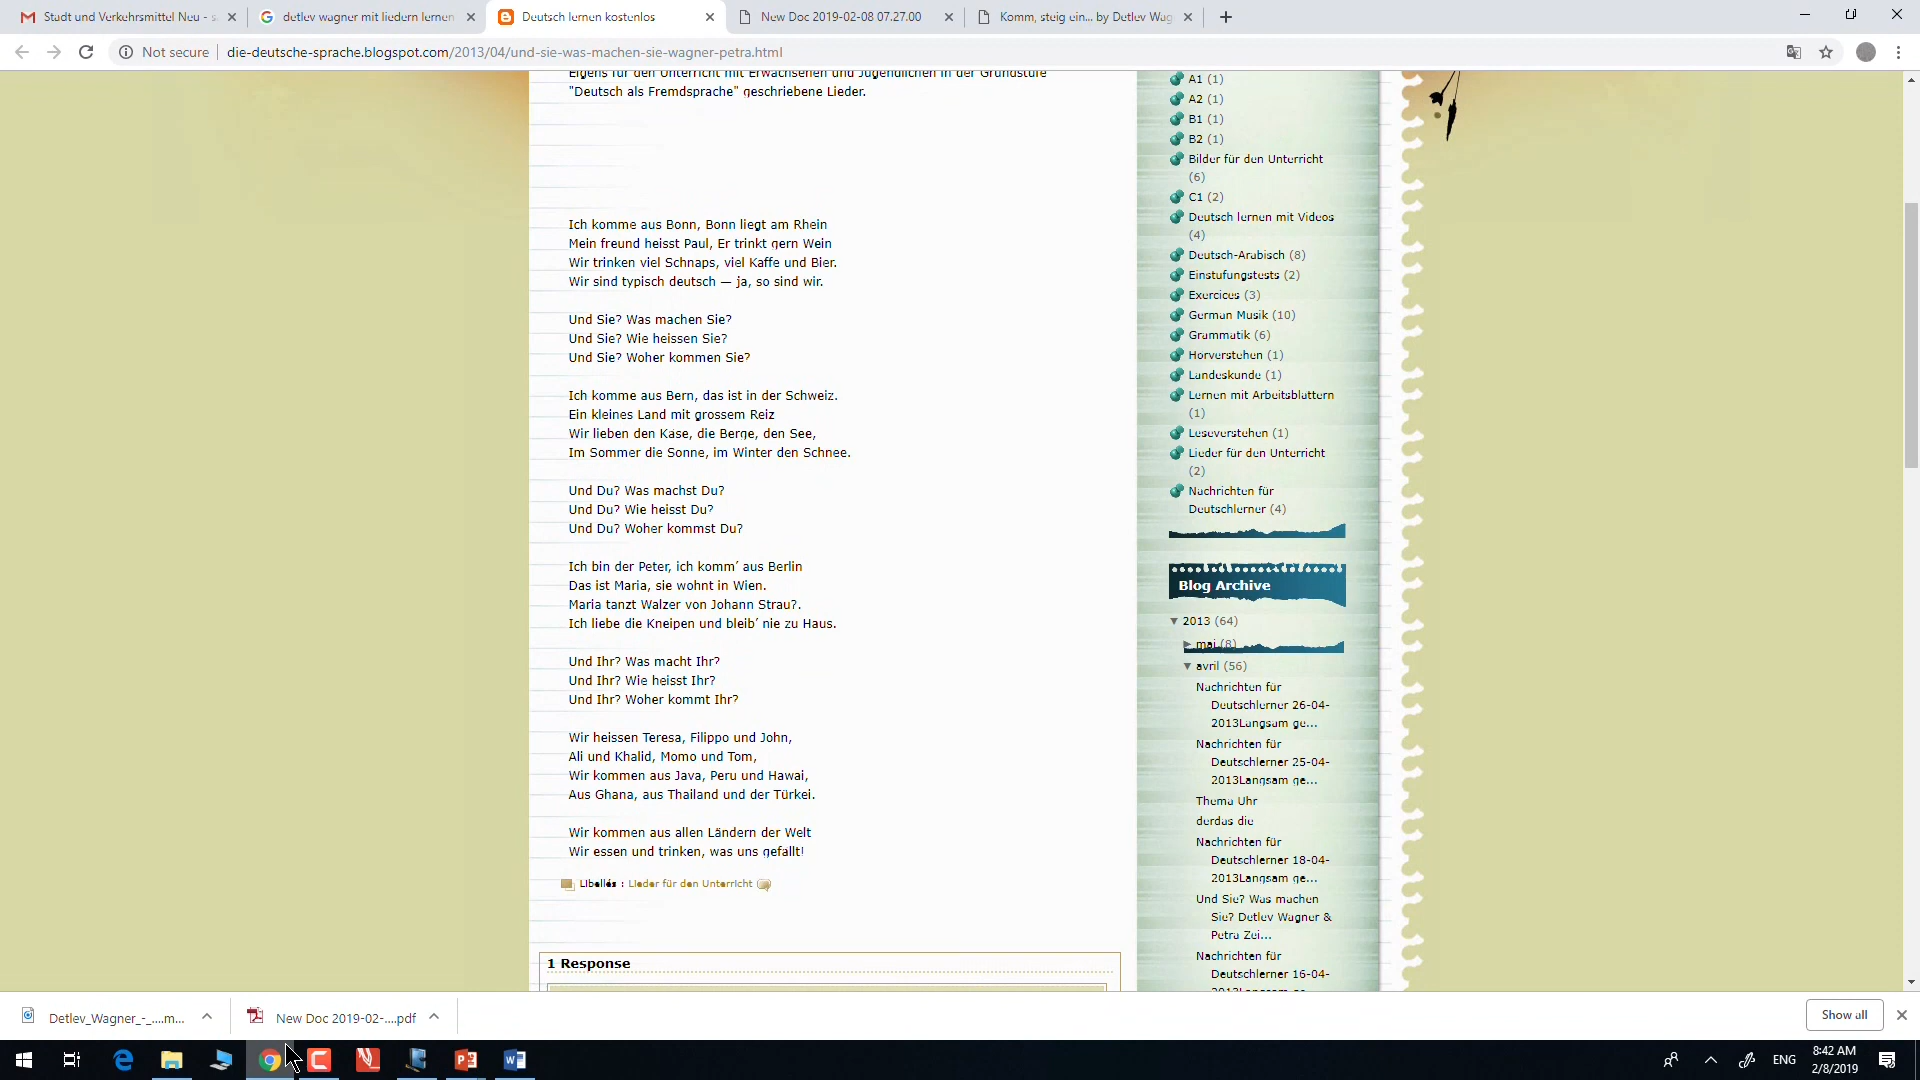 Stadt und Verkehrsmittel Neu - s
detlev wagner mit liedern lernen
Deutsch lernen kostenlos
New Doc 2019-02-08 07.27.00
Komm, steig ein... by Detlev Wag
Not secure
die-deutsche-sprache.blogspot.com/2013/04/und-sie-was-machen-sie-wagner-petra.html
Eigens für den Unterricht mit Erwachsenen und Jugendlichen in der Grundstufe
"Deutsch als Fremdsprache" geschriebene Lieder.
Ich komme aus Bonn, Bonn liegt am Rhein
Mein freund heisst Paul, Er trinkt gern Wein
Wir trinken viel Schnaps, viel Kaffe und Bier.
Wir sind typisch deutsch — ja, so sind wir.
Und Sie? Was machen Sie?
Und Sie? Wie heissen Sie?
Und Sie? Woher kommen Sie?
Ich komme aus Bern, das ist in der Schweiz.
Ein kleines Land mit grossem Reiz
Wir lieben den Kase, die Berge, den See,
Im Sommer die Sonne, im Winter den Schnee.
Und Du? Was machst Du?
Und Du? Wie heisst Du?
Und Du? Woher kommst Du?
Ich bin der Peter, ich komm´ aus Berlin
Das ist Maria, sie wohnt in Wien.
Maria tanzt Walzer von Johann Strau?.
Ich liebe die Kneipen und bleib´ nie zu Haus.
Und Ihr? Was macht Ihr?
Und Ihr? Wie heisst Ihr?
Und Ihr? Woher kommt Ihr?
Wir heissen Teresa, Filippo und John,
Ali und Khalid, Momo und Tom,
Wir kommen aus Java, Peru und Hawai,
Aus Ghana, aus Thailand und der Türkei.
Wir kommen aus allen Ländern der Welt
Wir essen und trinken, was uns gefallt!
Libellés : Lieder für den Unterricht
1 Response
A1 (1)
A2 (1)
B1 (1)
B2 (1)
Bilder für den Unterricht
(6)
C1 (2)
Deutsch lernen mit Videos
(4)
Deutsch-Arabisch (8)
Einstufungstests (2)
Exercices (3)
German Musik (10)
Grammatik (6)
Horverstehen (1)
Landeskunde (1)
Lernen mit Arbeitsblattern
(1)
Leseverstehen (1)
Lieder für den Unterricht
(2)
Nachrichten für
Deutschlerner (4)
Blog Archive
▼ 2013 (64)
► mai (8)
▼ avril (56)
Nachrichten für
Deutschlerner 26-04-
2013Langsam ge...
Nachrichten für
Deutschlerner 25-04-
2013Langsam ge...
Thema Uhr
derdas die
Nachrichten für
Deutschlerner 18-04-
2013Langsam ge...
Und Sie? Was machen
Sie? Detlev Wagner &
Petra Zei...
Nachrichten für
Deutschlerner 16-04-
2013Langsam ge...
Detlev_Wagner_-_....m...
New Doc 2019-02-....pdf
Show all
ENG
8:42 AM
2/8/2019